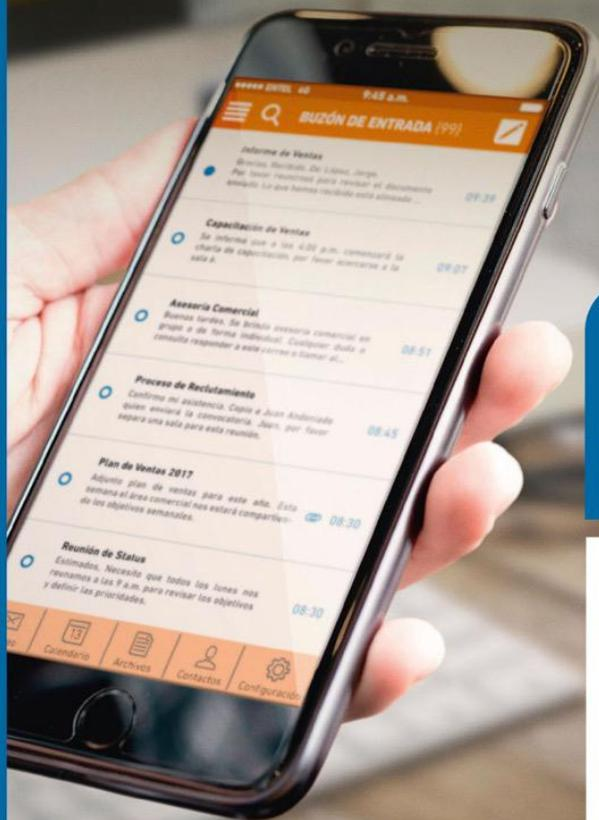 ENTEL 4G 9:45 a.m.
BUZÓN DE ENTRADA (99)
Informe de Ventas
Gracias. Recibido. De López, Jorge.
Por favor reunirnos para revisar el documento
enviado. Lo que hemos recibido está alineado ...
09:39
Capacitación de Ventas
Se informa que a las 4:00 p.m. comenzará la
charla de capacitación, por favor acercarse a la
sala 6.
09:07
Asesoría Comercial
Buenas tardes. Se brinda asesoría comercial en
grupo o de forma individual. Cualquier duda o
consulta responder a este correo o llamar al...
08:51
Proceso de Reclutamiento
Confirmo mi asistencia. Copio a Juan Andoniado
quien enviará la convocatoria. Juan, por favor
separa una sala para esta reunión.
08:45
Plan de Ventas 2017
Adjunto plan de ventas para este año. Esta
semana el área comercial nos estará compartien-
do los objetivos semanales.
08:30
Reunión de Status
Estimados, Necesito que todos los lunes nos
reunamos a las 9 a.m. para revisar los objetivos
y definir las prioridades.
08:30
13
Calendario
Archivos
Contactos
Configuración